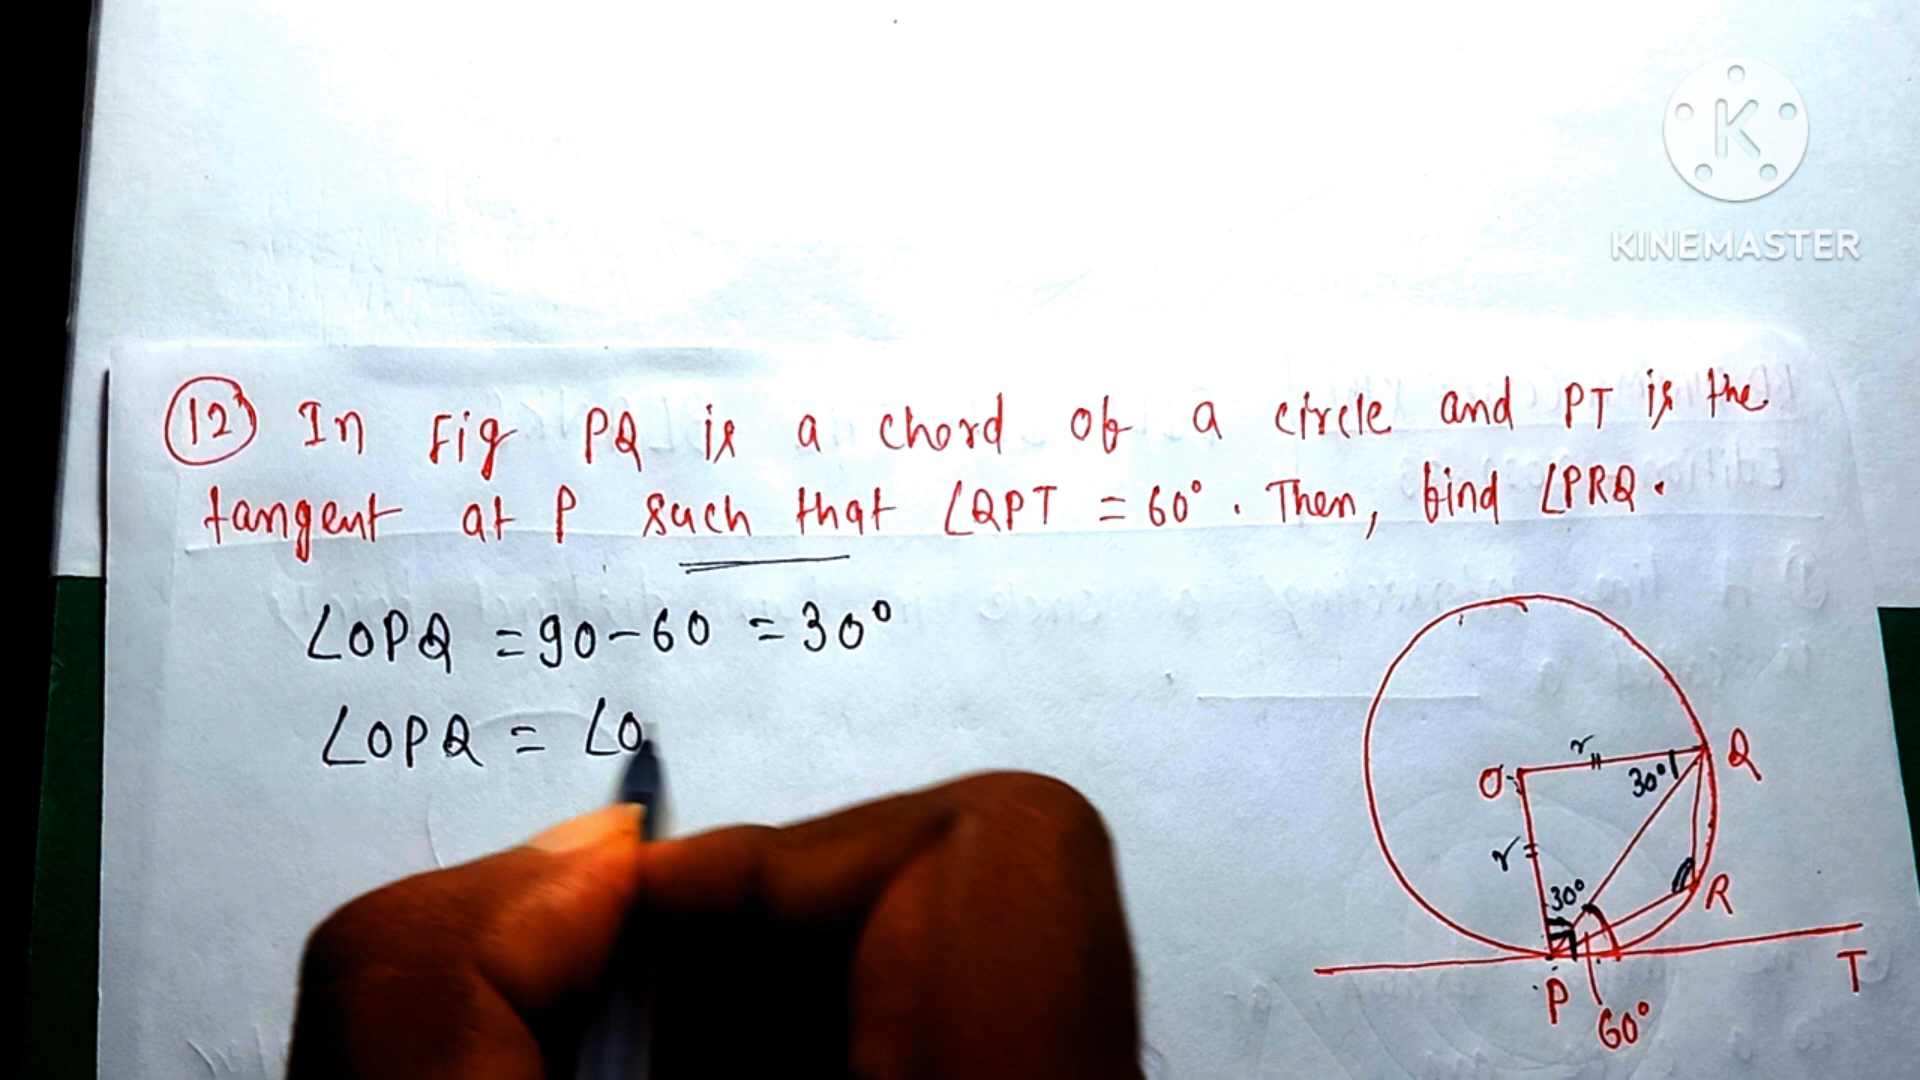 K
KINEMASTER
12) In Fig PQ is a chord of a circle and PT is the
tangent at P such that ∠QPT = 60°. Then, find ∠PRQ.
∠OPQ = 90-60 = 30°
∠OPQ = ∠O
r
O
30°
Q
r
30°
R
P
60°
T